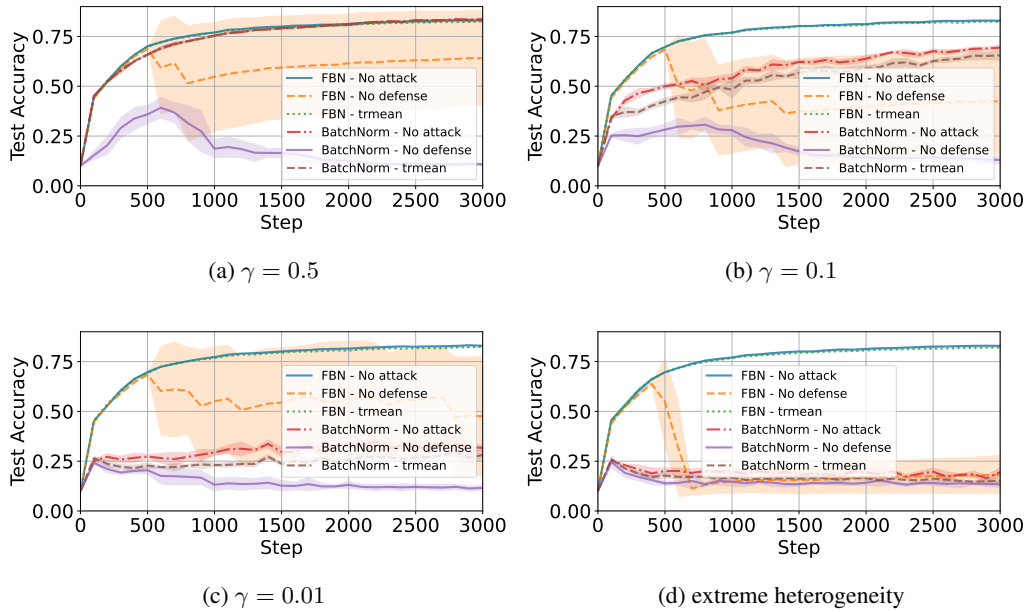 Test Accuracy
0.75
0.50
0.25
0.00
0
500
1000
1500
2000
2500
3000
Step
FBN - No attack
FBN - No defense
FBN - trmean
BatchNorm - No attack
BatchNorm - No defense
BatchNorm - trmean
(a) γ = 0.5
Test Accuracy
0.75
0.50
0.25
0.00
0
500
1000
1500
2000
2500
3000
Step
FBN - No attack
FBN - No defense
FBN - trmean
BatchNorm - No attack
BatchNorm - No defense
BatchNorm - trmean
(b) γ = 0.1
Test Accuracy
0.75
0.50
0.25
0.00
0
500
1000
1500
2000
2500
3000
Step
FBN - No attack
FBN - No defense
FBN - trmean
BatchNorm - No attack
BatchNorm - No defense
BatchNorm - trmean
(c) γ = 0.01
Test Accuracy
0.75
0.50
0.25
0.00
0
500
1000
1500
2000
2500
3000
Step
FBN - No attack
FBN - No defense
FBN - trmean
BatchNorm - No attack
BatchNorm - No defense
BatchNorm - trmean
(d) extreme heterogeneity